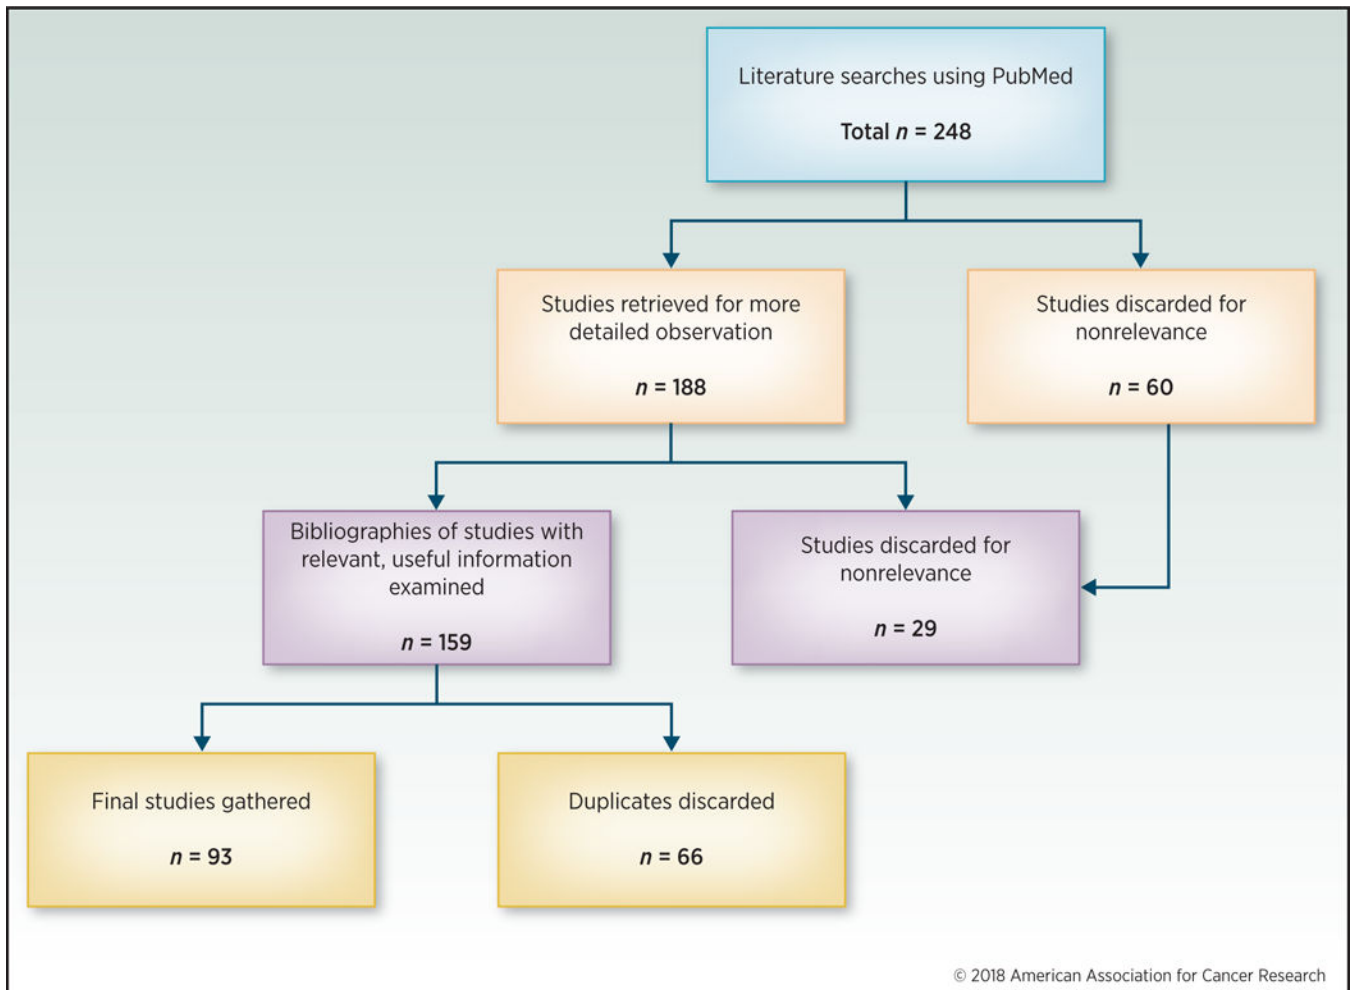 Literature searches using PubMed
Total n = 248
Studies retrieved for more
detailed observation
n = 188
Studies discarded for
nonrelevance
n = 60
Bibliographies of studies with
relevant, useful information
examined
n = 159
Studies discarded for
nonrelevance
n = 29
Final studies gathered
n = 93
Duplicates discarded
n = 66
© 2018 American Association for Cancer Research